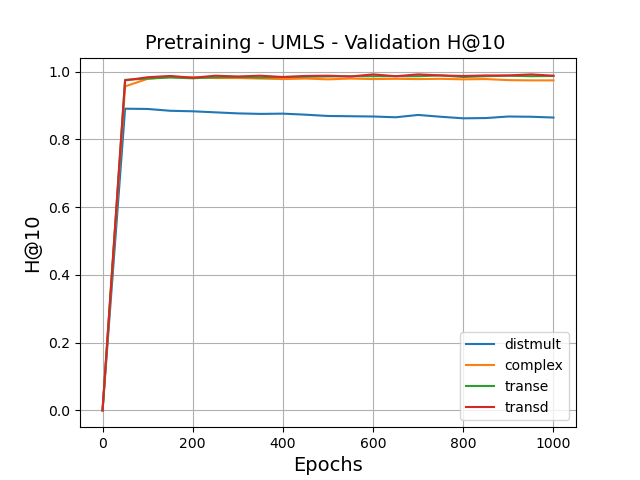 Pretraining - UMLS - Validation H@10
H@10
1.0
0.8
0.6
0.4
0.2
0.0
0 200 400 600 800 1000
Epochs
distmult
complex
transe
transd